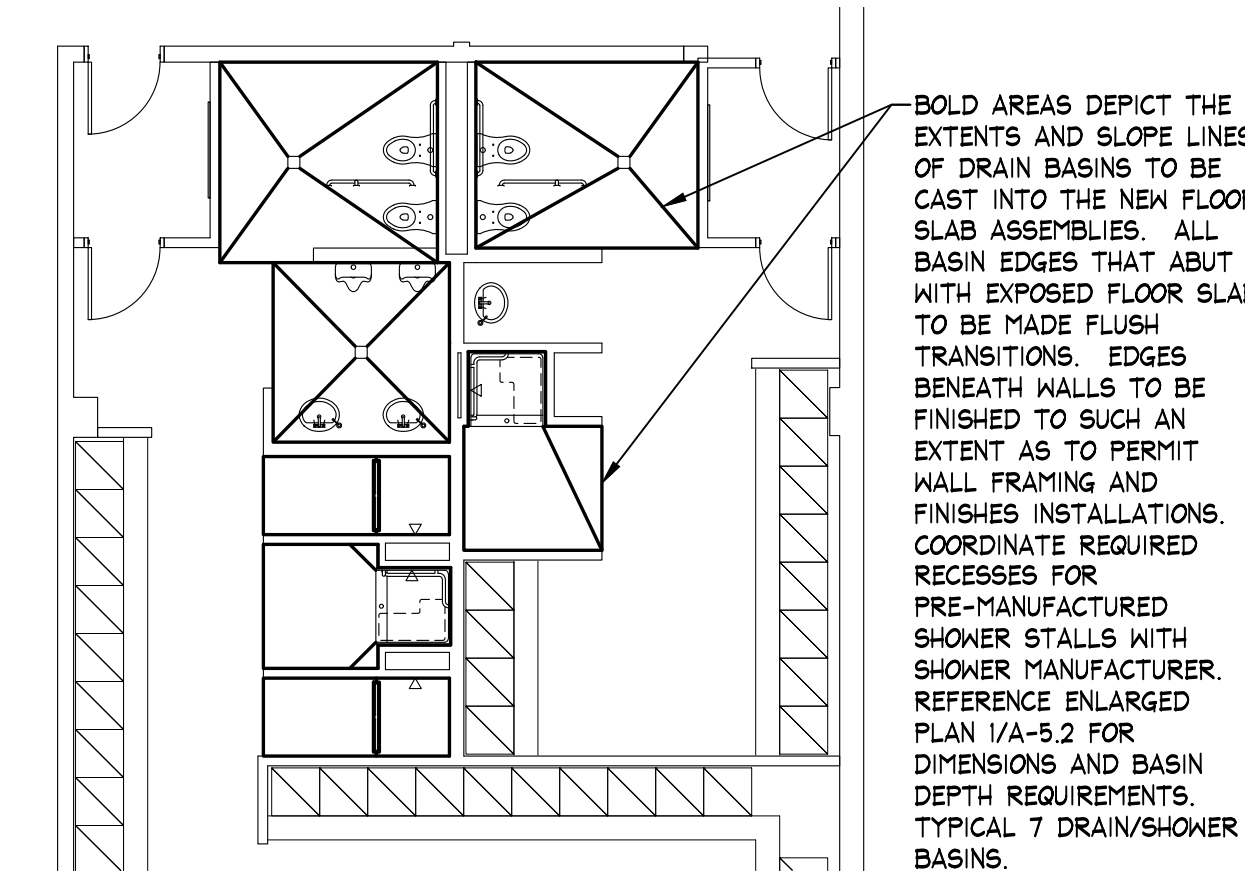 BOLD AREAS DEPICT THE
EXTENTS AND SLOPE LINES
OF DRAIN BASINS TO BE
CAST INTO THE NEW FLOOR
SLAB ASSEMBLIES. ALL
BASIN EDGES THAT ABUT
WITH EXPOSED FLOOR SLAB
TO BE MADE FLUSH
TRANSITIONS. EDGES
BENEATH WALLS TO BE
FINISHED TO SUCH AN
EXTENT AS TO PERMIT
WALL FRAMING AND
FINISHES INSTALLATIONS.
COORDINATE REQUIRED
RECESSES FOR
PRE-MANUFACTURED
SHOWER STALLS WITH
SHOWER MANUFACTURER.
REFERENCE ENLARGED
PLAN 1/A-5.2 FOR
DIMENSIONS AND BASIN
DEPTH REQUIREMENTS.
TYPICAL 7 DRAIN/SHOWER
BASINS.